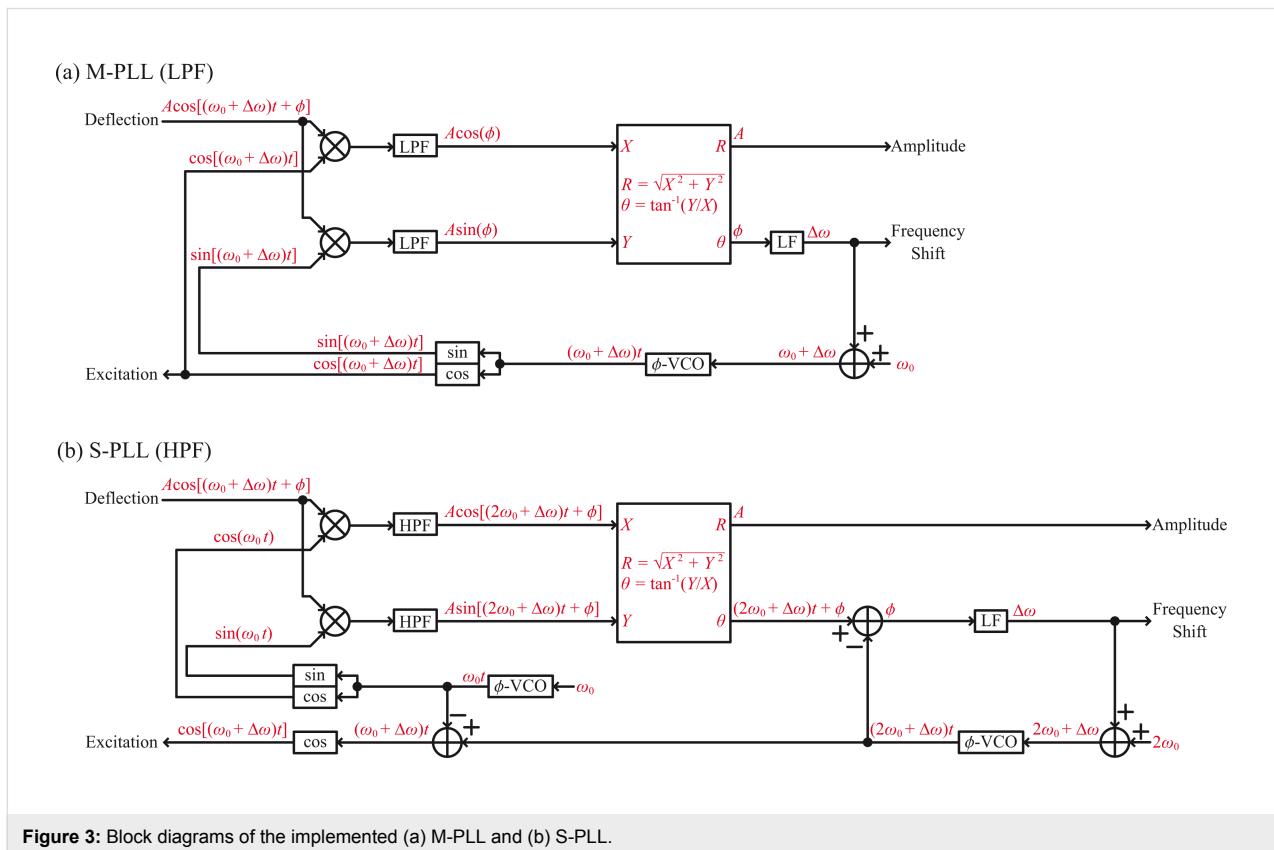 (a) M-PLL (LPF)
Acos[(ω₀ + Δω)t + ϕ]
Deflection
cos[(ω₀ + Δω)t]
LPF
Acos(ϕ)
X
A
R
Amplitude
R = √X² + Y²
θ = tan⁻¹(Y/X)
sin[(ω₀ + Δω)t]
LPF
Asin(ϕ)
Y
θ
ϕ
LF
Δω
Frequency
Shift
sin[(ω₀ + Δω)t]
cos[(ω₀ + Δω)t]
sin
cos
(ω₀ + Δω)t
ϕ-VCO
ω₀ + Δω
+
+
ω₀
Excitation
(b) S-PLL (HPF)
Acos[(ω₀ + Δω)t + ϕ]
Deflection
cos(ω₀ t)
HPF
Acos[(2ω₀ + Δω)t + ϕ]
X
A
R
Amplitude
R = √X² + Y²
θ = tan⁻¹(Y/X)
sin(ω₀ t)
HPF
Asin[(2ω₀ + Δω)t + ϕ]
Y
θ
(2ω₀ + Δω)t + ϕ
+
−
ϕ
LF
Δω
Frequency
Shift
sin
cos
ω₀t
ϕ-VCO
ω₀
Excitation
cos[(ω₀ + Δω)t]
cos
(ω₀ + Δω)t
−
+
(2ω₀ + Δω)t
ϕ-VCO
2ω₀ + Δω
+
+
2ω₀
Figure 3: Block diagrams of the implemented (a) M-PLL and (b) S-PLL.